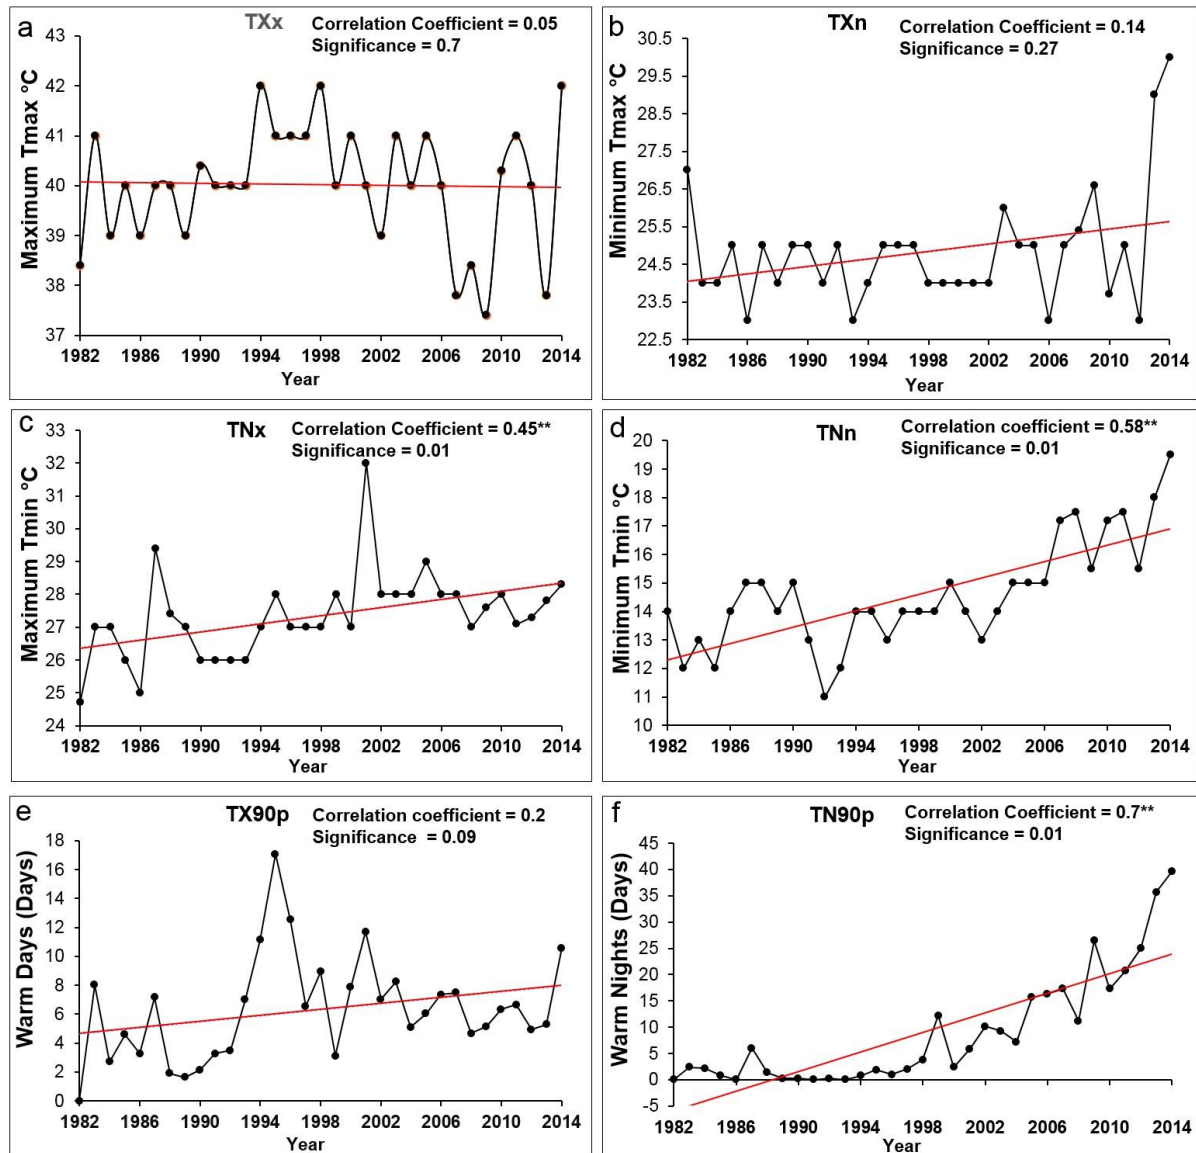 a
TXx
Correlation Coefficient = 0.05
Significance = 0.7
Maximum Tmax °C
43
42
41
40
39
38
37
1982 1986 1990 1994 1998 2002 2006 2010 2014
Year
b
TXn
Correlation Coefficient = 0.14
Significance = 0.27
Minimum Tmax °C
30.5
29.5
28.5
27.5
26.5
25.5
24.5
23.5
22.5
1982 1986 1990 1994 1998 2002 2006 2010 2014
Year
c
TNx
Correlation Coefficient = 0.45**
Significance = 0.01
Maximum Tmin °C
33
32
31
30
29
28
27
26
25
24
1982 1986 1990 1994 1998 2002 2006 2010 2014
Year
d
TNn
Correlation coefficient = 0.58**
Significance = 0.01
Minimum Tmin °C
20
19
18
17
16
15
14
13
12
11
10
1982 1986 1990 1994 1998 2002 2006 2010 2014
Year
e
TX90p
Correlation coefficient = 0.2
Significance = 0.09
Warm Days (Days)
18
16
14
12
10
8
6
4
2
0
1982 1986 1990 1994 1998 2002 2006 2010 2014
Year
f
TN90p
Correlation Coefficient = 0.7**
Significance = 0.01
Warm Nights (Days)
45
40
35
30
25
20
15
10
5
0
-5
1982 1986 1990 1994 1998 2002 2006 2010 2014
Year